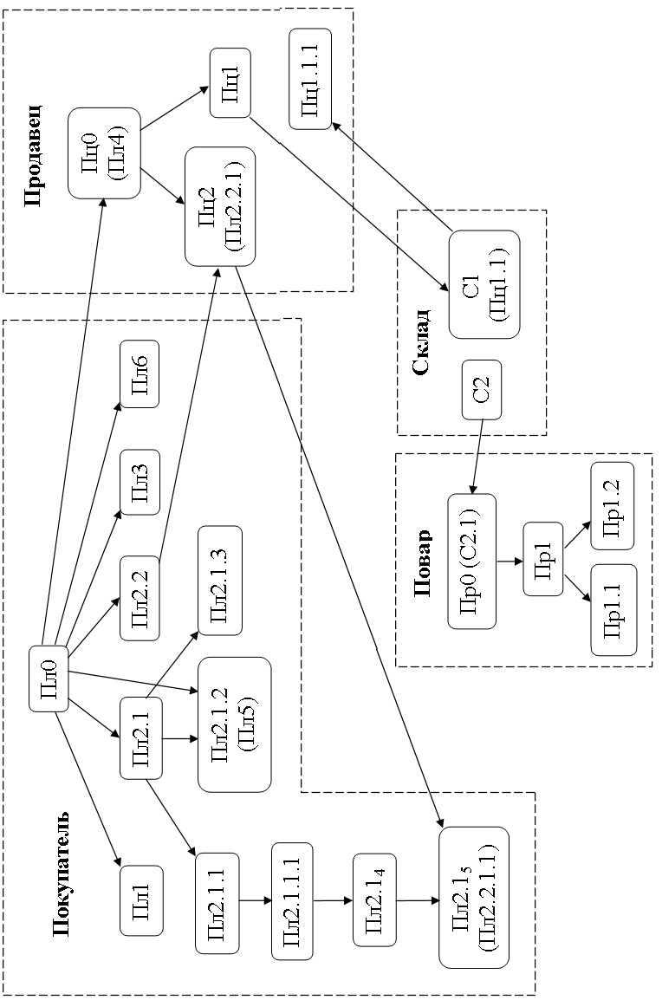 Покупатель
Пл0
Пл1
Пл2.1
Пл2.2
Пл3
Пл6
Пл2.1.1
Пл2.1.2
(Пл5)
Пл2.1.3
Пл2.1.1.1
Пл2.1₄
Пл2.1₅
(Пл2.2.1.1)
Продавец
Пц0
(Пл4)
Пц2
(Пл2.2.1)
Пц1
Пц1.1.1
Повар
Пр0 (С2.1)
Пр1
Пр1.1
Пр1.2
Склад
С2
С1
(Пц1.1)